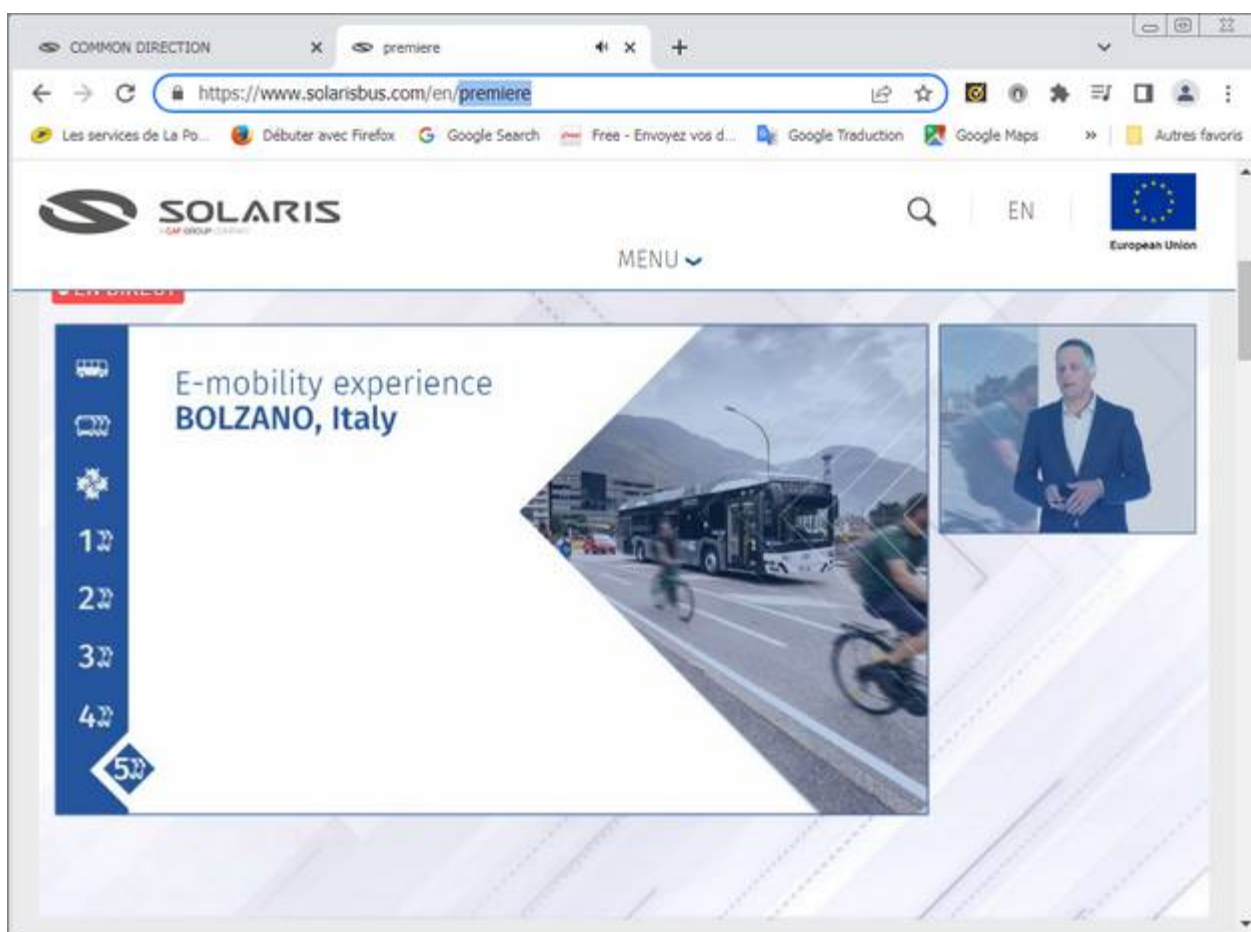 COMMON DIRECTION
premiere
https://www.solarisbus.com/en/premiere
Les services de La Po...
Débuter avec Firefox
Google Search
Free - Envoyez vos d...
Google Traduction
Google Maps
»
Autres favoris
SOLARIS
EN
European Union
MENU
EN DIRECT
E-mobility experience
BOLZANO, Italy
1
2
3
4
5